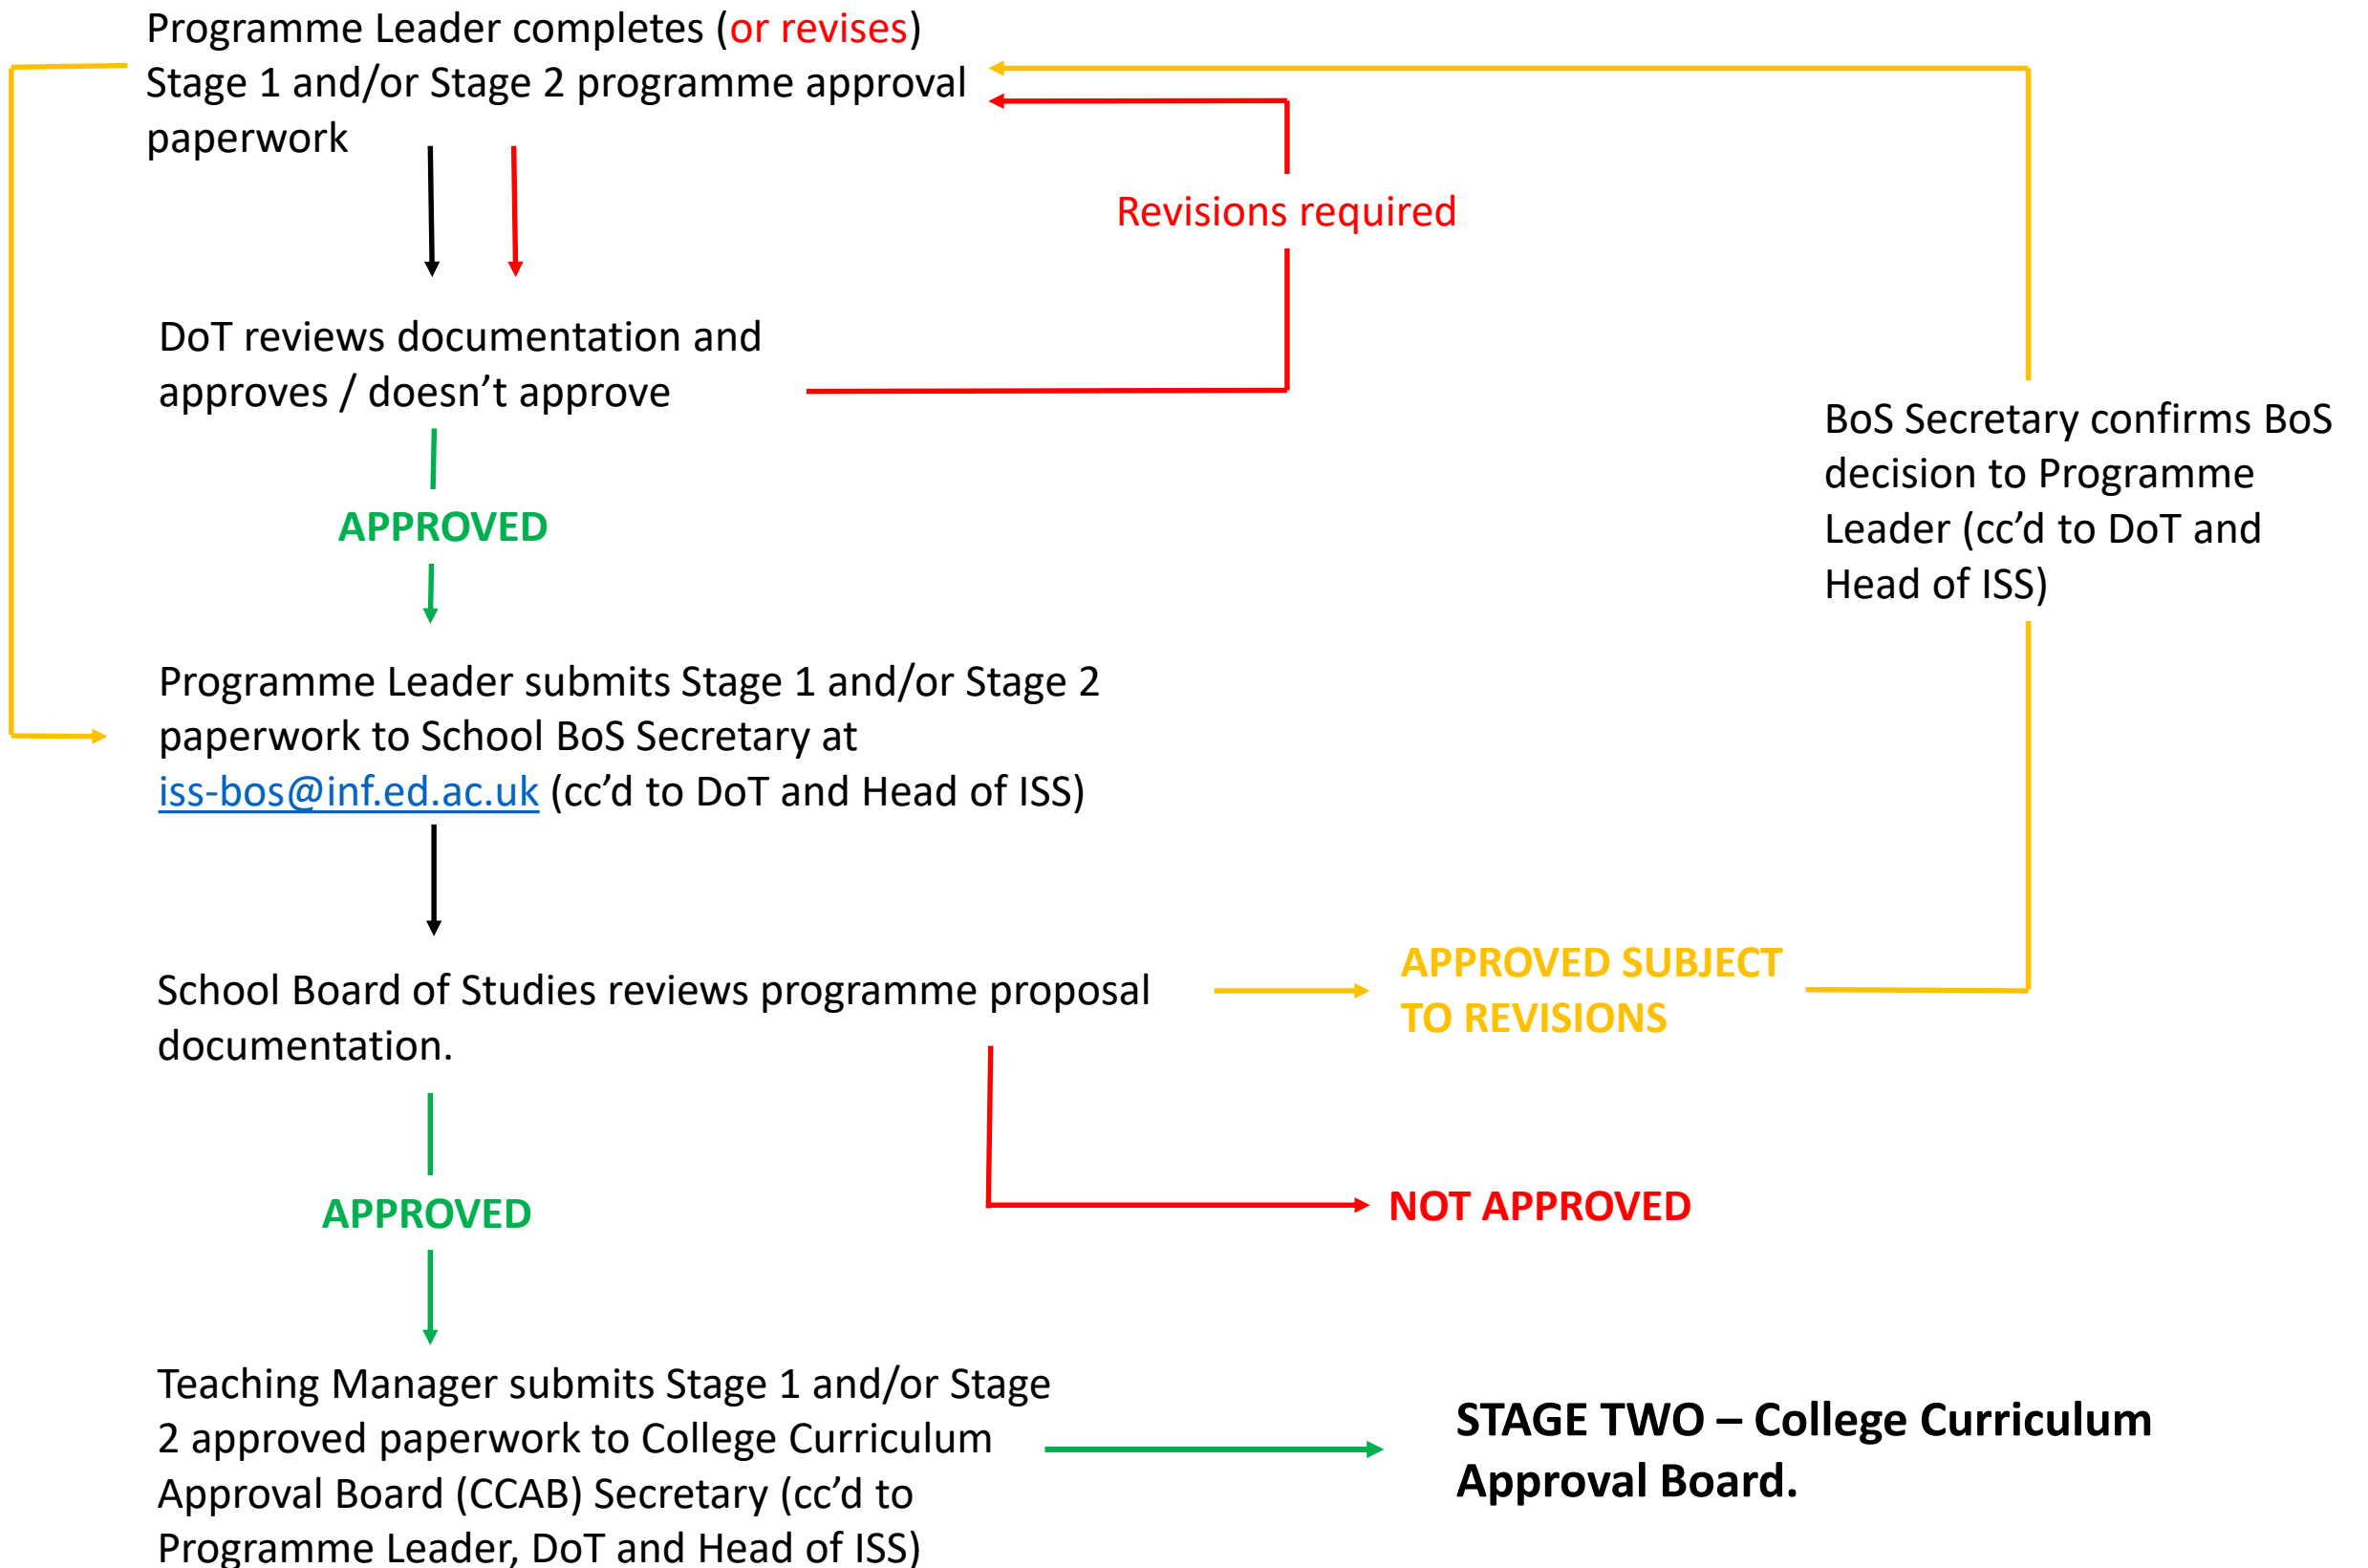 Programme Leader completes (or revises)
Stage 1 and/or Stage 2 programme approval
paperwork
Revisions required
DoT reviews documentation and
approves / doesn’t approve
BoS Secretary confirms BoS
decision to Programme
Leader (cc’d to DoT and
Head of ISS)
APPROVED
Programme Leader submits Stage 1 and/or Stage 2
paperwork to School BoS Secretary at
iss-bos@inf.ed.ac.uk (cc’d to DoT and Head of ISS)
School Board of Studies reviews programme proposal
documentation.
APPROVED SUBJECT
TO REVISIONS
NOT APPROVED
APPROVED
Teaching Manager submits Stage 1 and/or Stage
2 approved paperwork to College Curriculum
Approval Board (CCAB) Secretary (cc’d to
Programme Leader, DoT and Head of ISS)
STAGE TWO – College Curriculum
Approval Board.